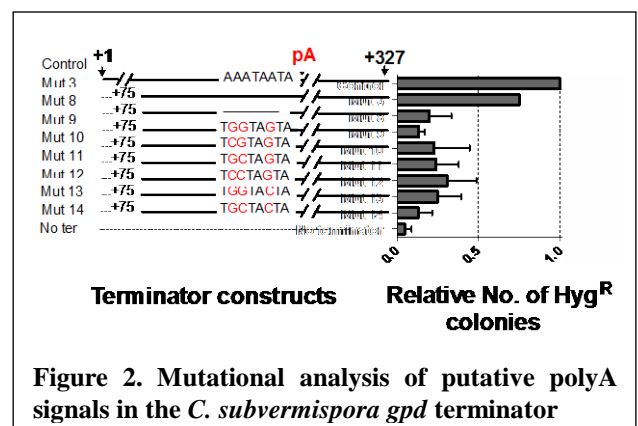 +1 pA +327
Control AAATAATA
Mut 3 +75
Mut 8 +75
Mut 9 +75 TGGTAGTA
Mut 10 +75 TCGTAGTA
Mut 11 +75 TGCTAGTA
Mut 12 +75 TCCTAGTA
Mut 13 +75 TGGTACTA
Mut 14 +75 TGCTACTA
No ter
0.0 0.5 1.0
Terminator constructs
Relative No. of Hyg^R
colonies
Figure 2. Mutational analysis of putative polyA
signals in the C. subvermispora gpd terminator